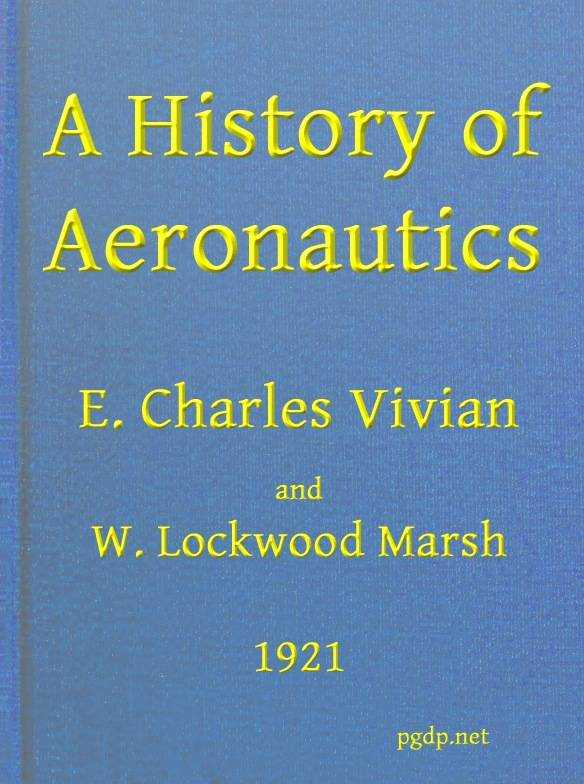 A History of
Aeronautics
E. Charles Vivian
and
W. Lockwood Marsh
1921
pgdp.net